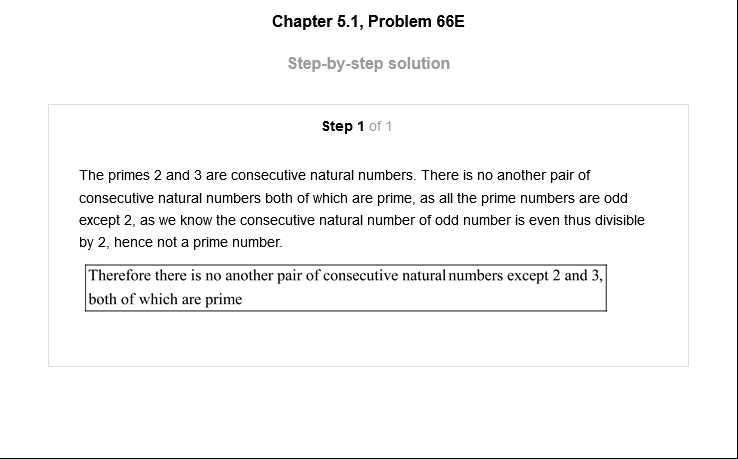 Chapter 5.1, Problem 66E
Step-by-step solution
Step 1 of 1
The primes 2 and 3 are consecutive natural numbers. There is no another pair of
consecutive natural numbers both of which are prime, as all the prime numbers are odd
except 2, as we know the consecutive natural number of odd number is even thus divisible
by 2, hence not a prime number.
Therefore there is no another pair of consecutive natural numbers except 2 and 3,
both of which are prime